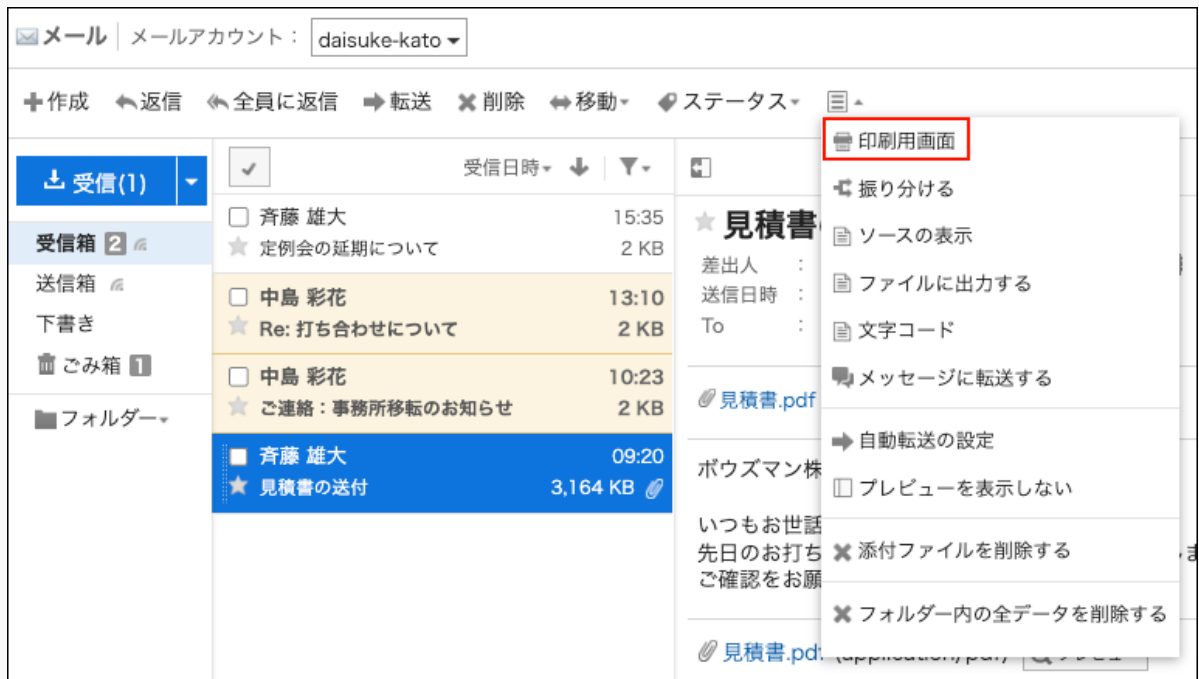 メール メールアカウント： daisuke-kato
作成 返信 全員に返信 転送 削除 移動 ステータス
受信(1)
受信箱 2
送信箱
下書き
ごみ箱 1
フォルダー
受信日時
斉藤 雄大 15:35
定例会の延期について 2 KB
中島 彩花 13:10
Re: 打ち合わせについて 2 KB
中島 彩花 10:23
ご連絡：事務所移転のお知らせ 2 KB
斉藤 雄大 09:20
見積書の送付 3,164 KB
見積書
差出人 ：
送信日時 ：
To ：
見積書.pdf
ボウズマン株
いつもお世話
先日のお打ち
ご確認をお願
見積書.pdf (application/pdf) プレビュー
印刷用画面
振り分ける
ソースの表示
ファイルに出力する
文字コード
メッセージに転送する
自動転送の設定
プレビューを表示しない
添付ファイルを削除する
フォルダー内の全データを削除する